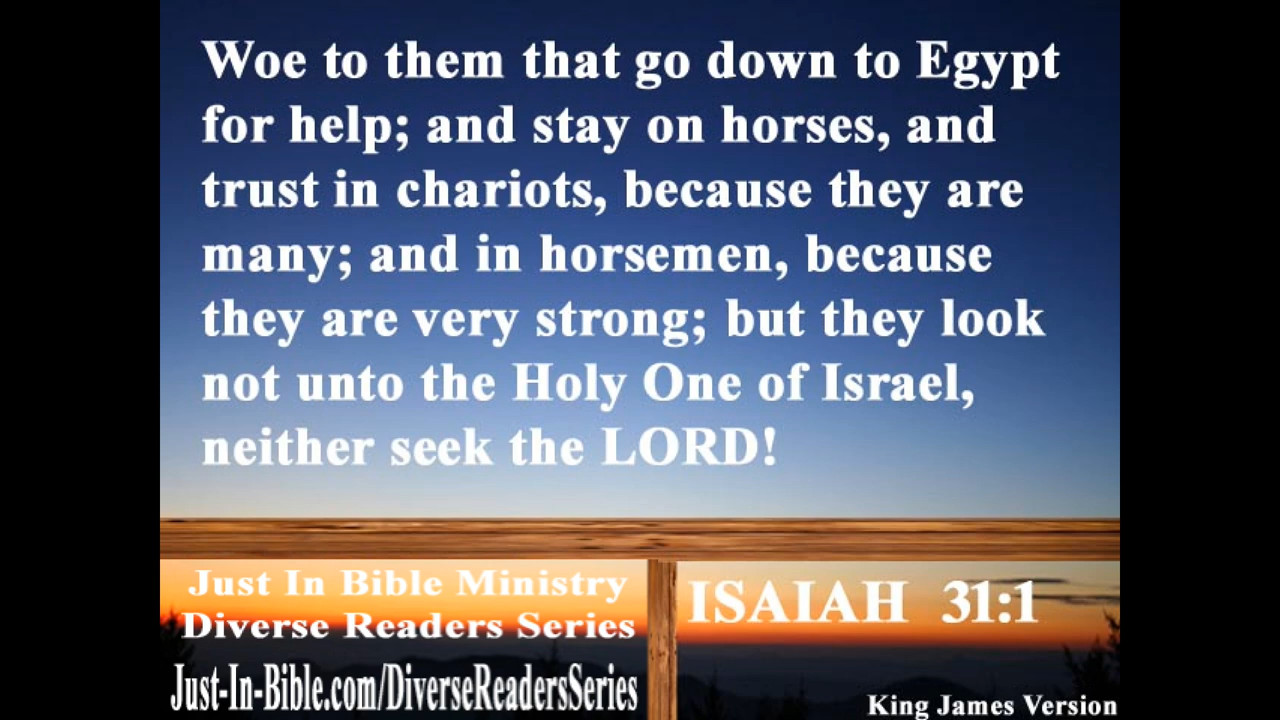 Woe to them that go down to Egypt
for help; and stay on horses, and
trust in chariots, because they are
many; and in horsemen, because
they are very strong; but they look
not unto the Holy One of Israel,
neither seek the LORD!
Just In Bible Ministry
Diverse Readers Series
Just-In-Bible.com/DiverseReadersSeries
ISAIAH 31:1
King James Version